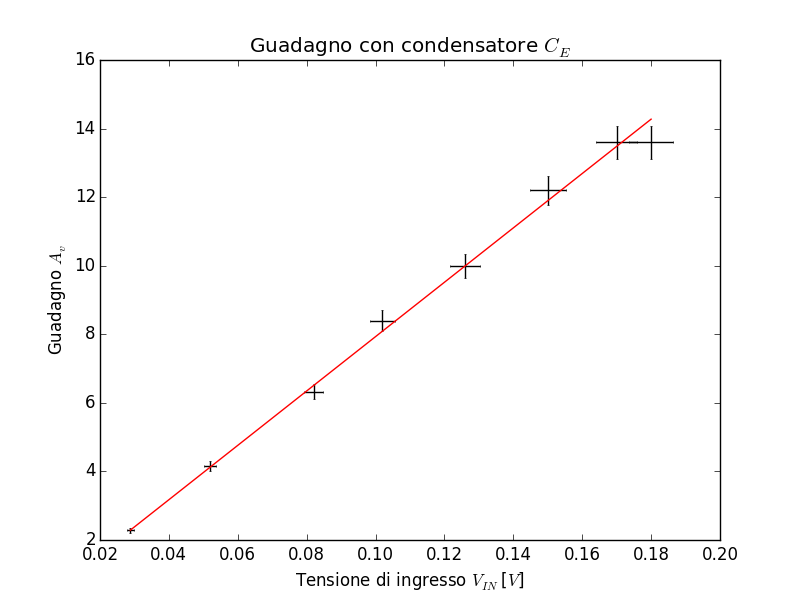 Guadagno con condensatore C_E
16
14
12
10
8
6
4
2
Guadagno A_v
0.02 0.04 0.06 0.08 0.10 0.12 0.14 0.16 0.18 0.20
Tensione di ingresso V_IN [V]